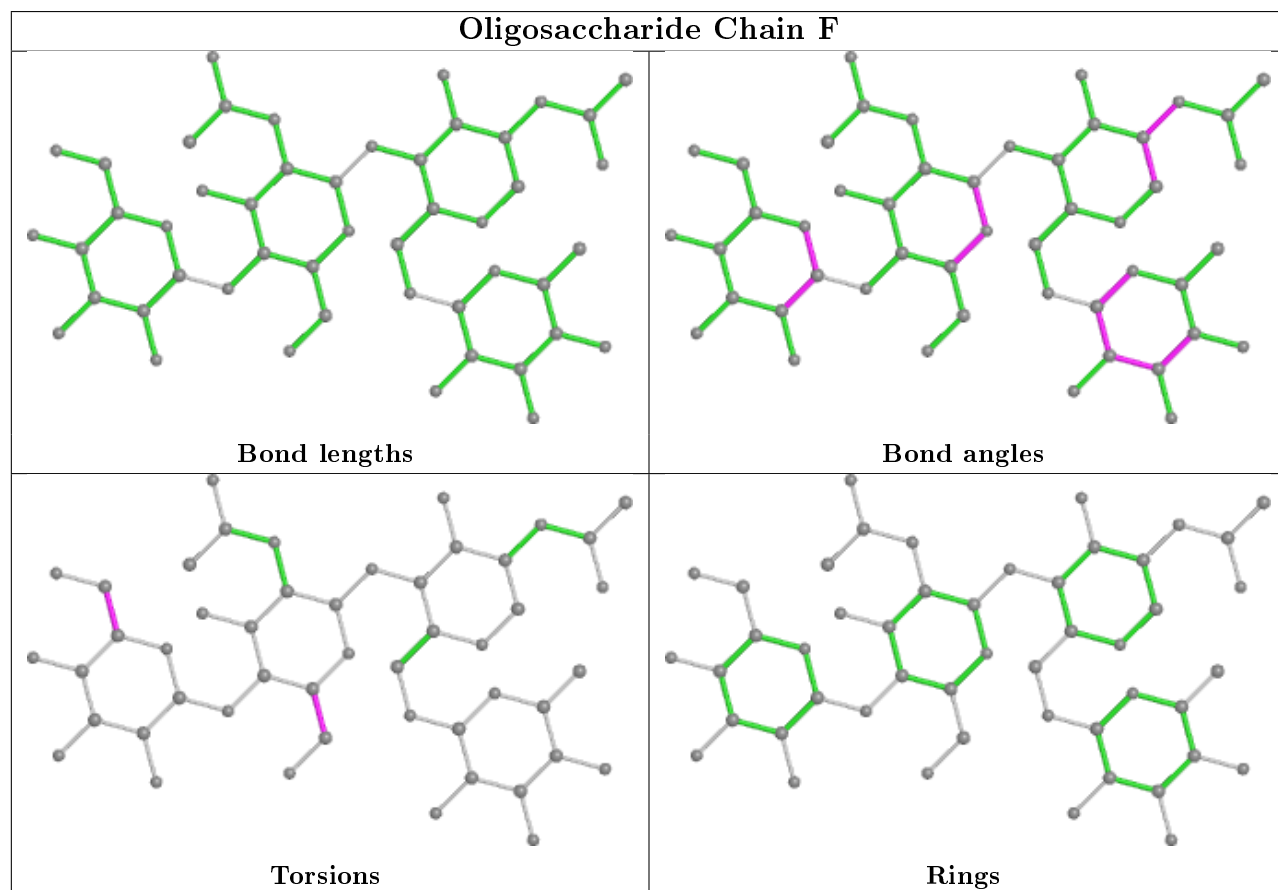 Oligosaccharide Chain F
Bond lengths
Bond angles
Torsions
Rings